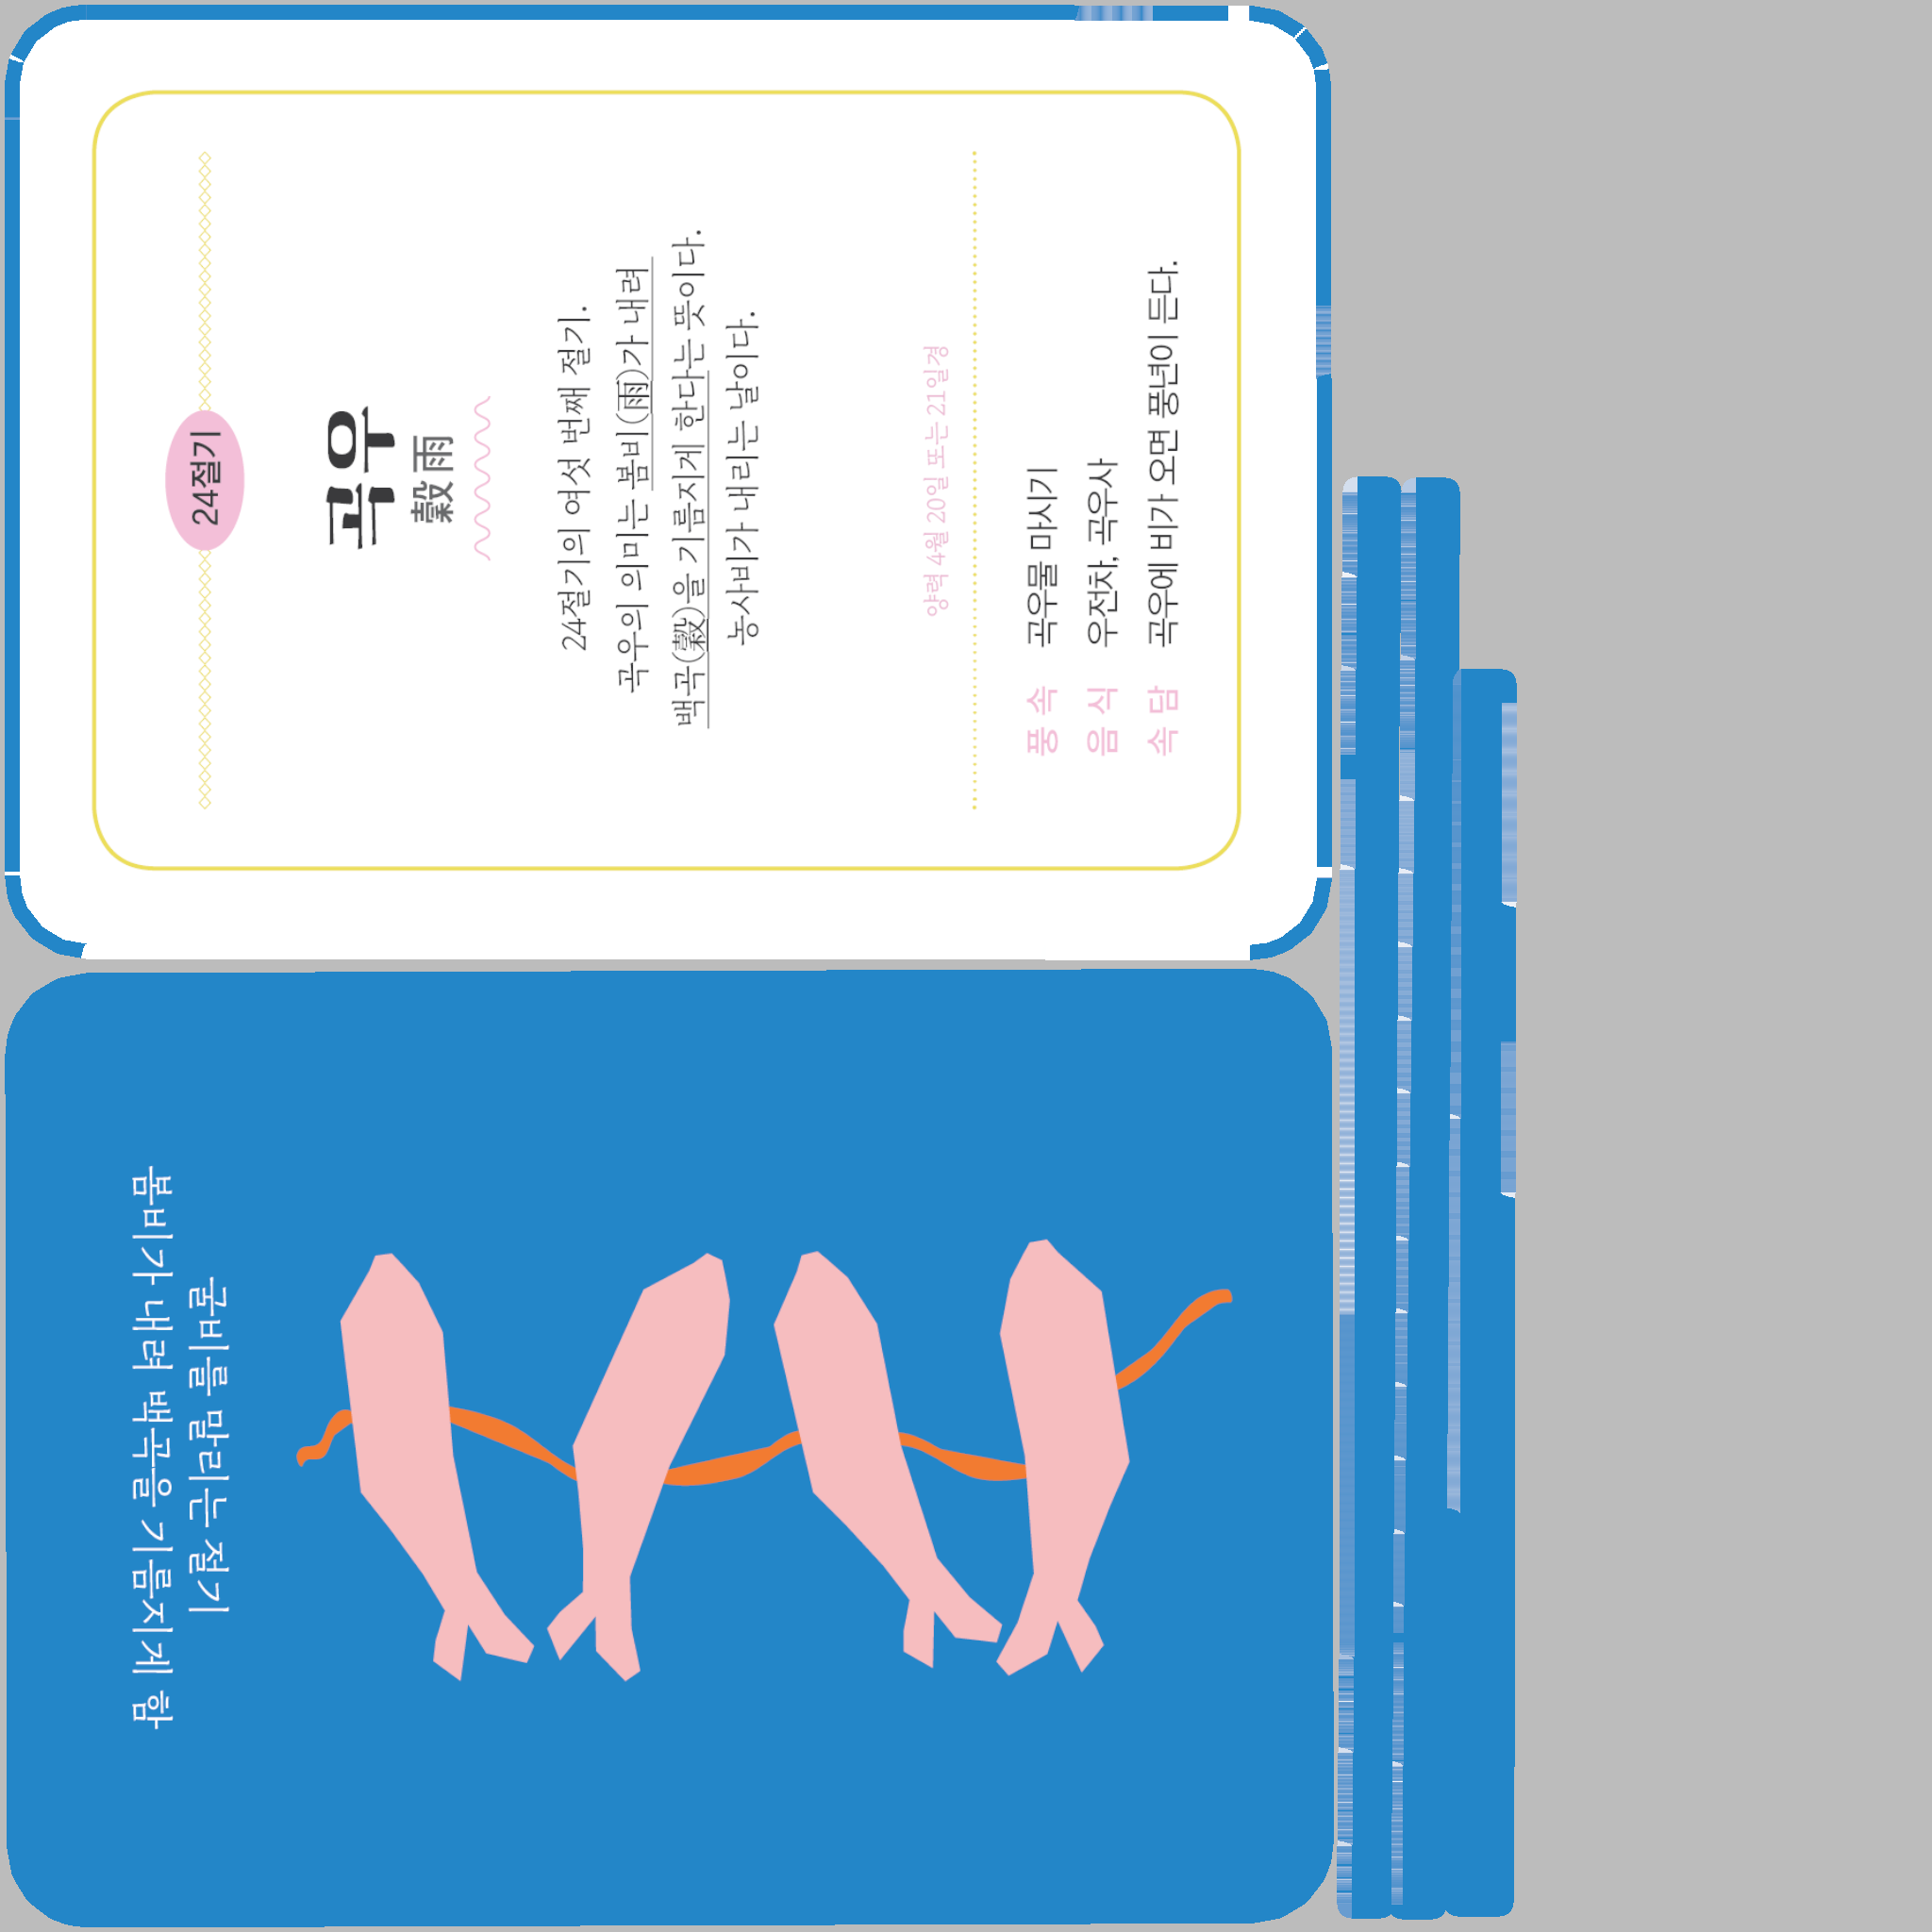 24절기
곡우
穀雨
24절기의 여섯 번째 절기.
곡우의 의미는 봄비(雨)가 내려
백곡(穀)을 기름지게 한다는 뜻이다.
농사비가 내리는 날이다.
양력 4월 20일 또는 21일경
풍속 곡우물 마시기
음식 우전차, 곡우사
속담 곡우에 비가 오면 풍년이 든다.
봄비가 내려 백곡을 기름지게 함
굴비를 말리는 절기